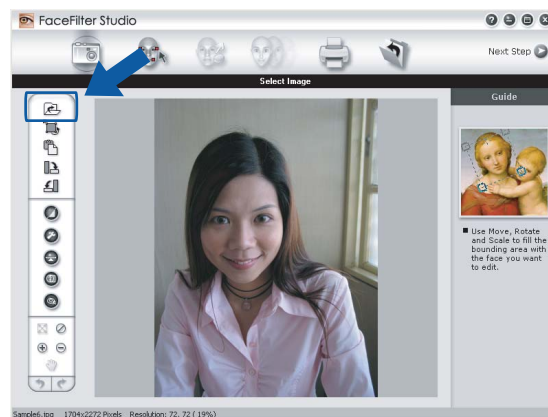 FaceFilter Studio
Next Step
Select Image
Guide
■ Use Move, Rotate
and Scale to fill the
bounding area with
the face you want
to edit.
Sample6.jpg 1704x2272 Pixels Resolution: 72, 72 ( 19%)